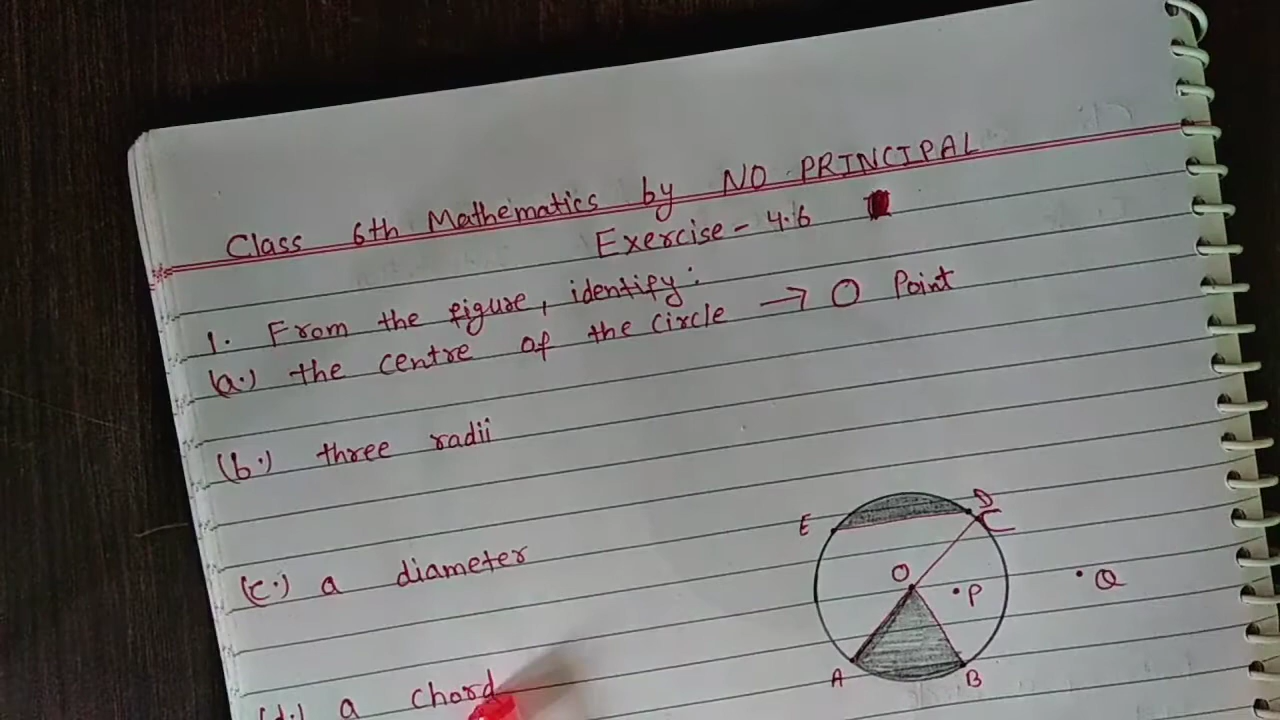 Class 6th Mathematics by NO PRINCIPAL
Exercise - 4.6
1. From the figure, identify:
(a.) the centre of the circle → O Point
(b.) three radii
(c.) a diameter
(d.) a chord
E
D
C
O
P
Q
A
B